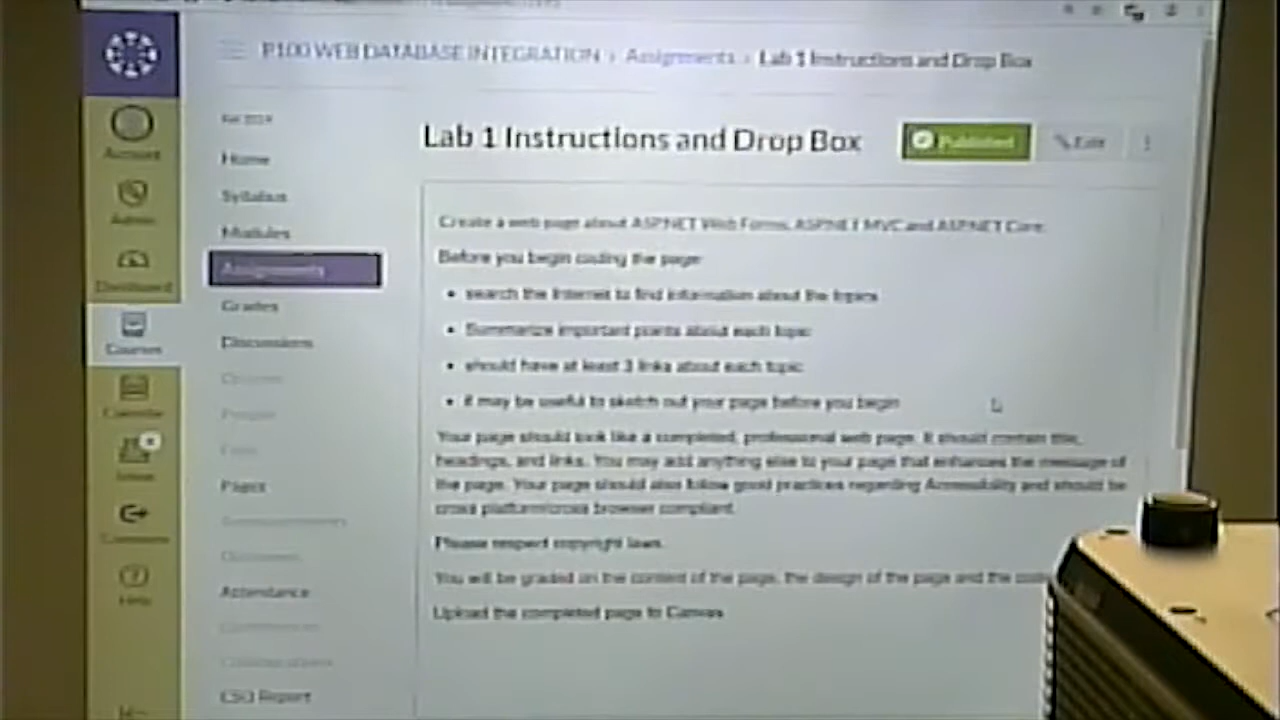 P100 WEB DATABASE INTEGRATION › Assignments › Lab 1 Instructions and Drop Box
Account
Admin
Dashboard
Courses
Calendar
Inbox
Commons
Help
Home
Syllabus
Modules
Assignments
Grades
Discussions
People
Pages
Attendance
Lab 1 Instructions and Drop Box
Published
Edit
Create a web page about ASP.NET Web Forms, ASP.NET MVC and ASP.NET Core.
Before you begin coding the page:
• search the Internet to find information about the topics
• Summarize important points about each topic
• should have at least 3 links about each topic
• it may be useful to sketch out your page before you begin
Your page should look like a completed, professional web page. It should contain title,
headings, and links. You may add anything else to your page that enhances the message of
the page. Your page should also follow good practices regarding Accessibility and should be
cross platform/cross browser compliant.
Please respect copyright laws.
You will be graded on the content of the page, the design of the page and the
Upload the completed page to Canvas